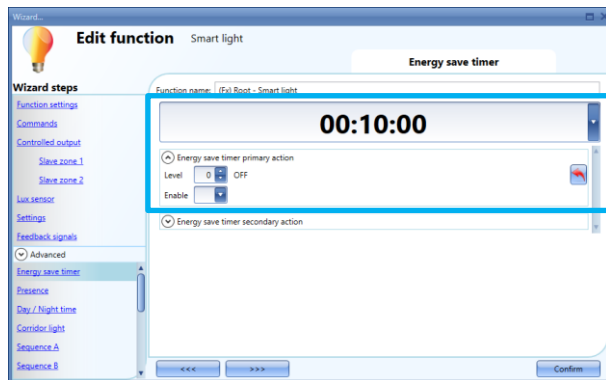 Wizard...
Edit function Smart light
Energy save timer
Wizard steps
Function settings
Commands
Controlled output
Slave zone 1
Slave zone 2
Lux sensor
Settings
Feedback signals
Advanced
Energy save timer
Presence
Day / Night time
Corridor light
Sequence A
Sequence B
Function name: (Fx) Root - Smart light
00:10:00
Energy save timer primary action
Level 0 OFF
Enable
Energy save timer secondary action
<<< >>> Confirm